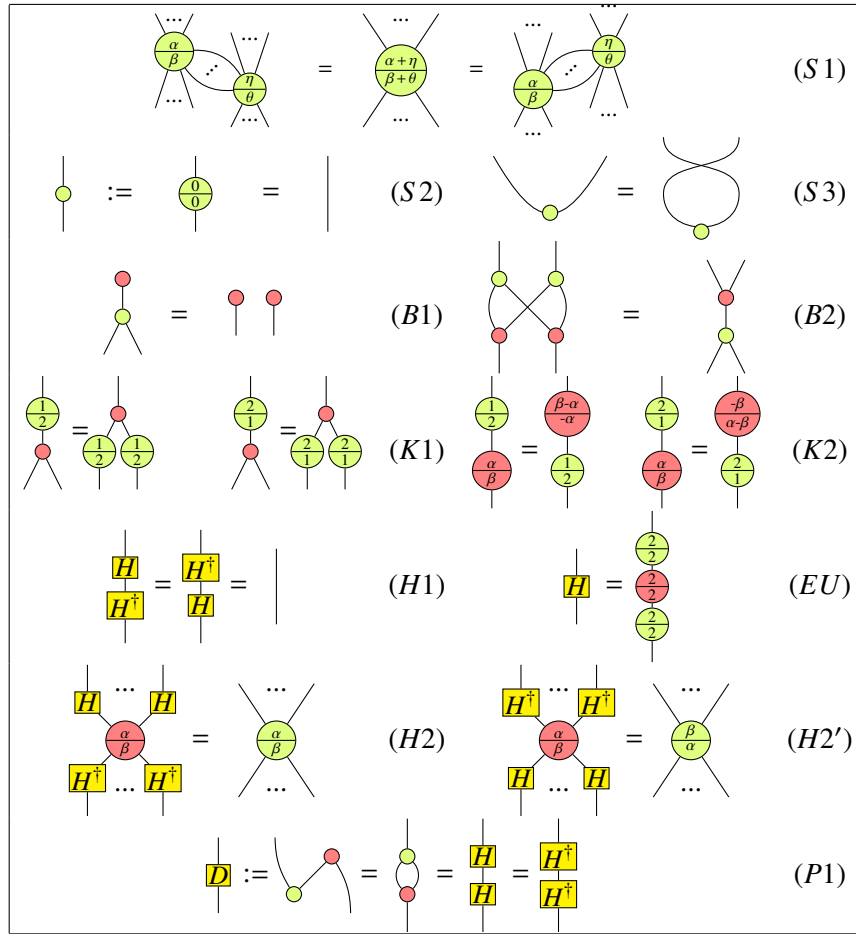 ... ... ...
α/β ... ... η/θ
... η/θ = α+η/β+θ = α/β ... (S1)
... ... ... ... ...
:= 0/0 = (S2) = (S3)
= (B1) = (B2)
1/2 = 1/2 1/2 2/1 = 2/1 2/1 (K1) 1/2 α/β = β-α/-α 1/2 2/1 α/β = -β/α-β 2/1 (K2)
H H† = H† H = (H1) H = 2/2 2/2 2/2 (EU)
H ... H ... H† ... H† ...
α/β = α/β (H2) α/β = β/α (H2′)
H† ... H† ... H ... H ...
D := = = H H = H† H† (P1)